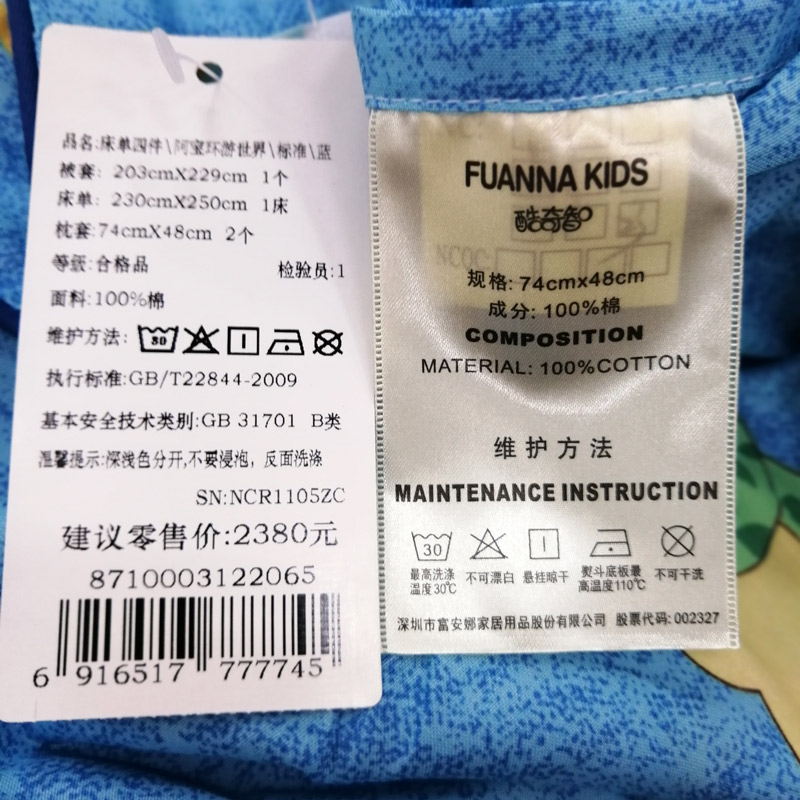 品名:床单四件\阿宝环游世界\标准\蓝
被套: 203cmX229cm 1个
床单: 230cmX250cm 1床
枕套:74cmX48cm 2个
等级:合格品 检验员:1
面料:100%棉
维护方法: 30
执行标准:GB/T22844-2009
基本安全技术类别:GB 31701 B类
温馨提示:深浅色分开,不要浸泡, 反面洗涤
SN:NCR1105ZC
建议零售价:2380元
8710003122065
6 916517 777745
FUANNA KIDS
酷奇智
规格: 74cmx48cm
成分: 100%棉
COMPOSITION
MATERIAL: 100%COTTON
维护方法
MAINTENANCE INSTRUCTION
30
最高洗涤温度30℃ 不可漂白 悬挂晾干 熨斗底板最高温度110℃ 不可干洗
深圳市富安娜家居用品股份有限公司 股票代码: 002327